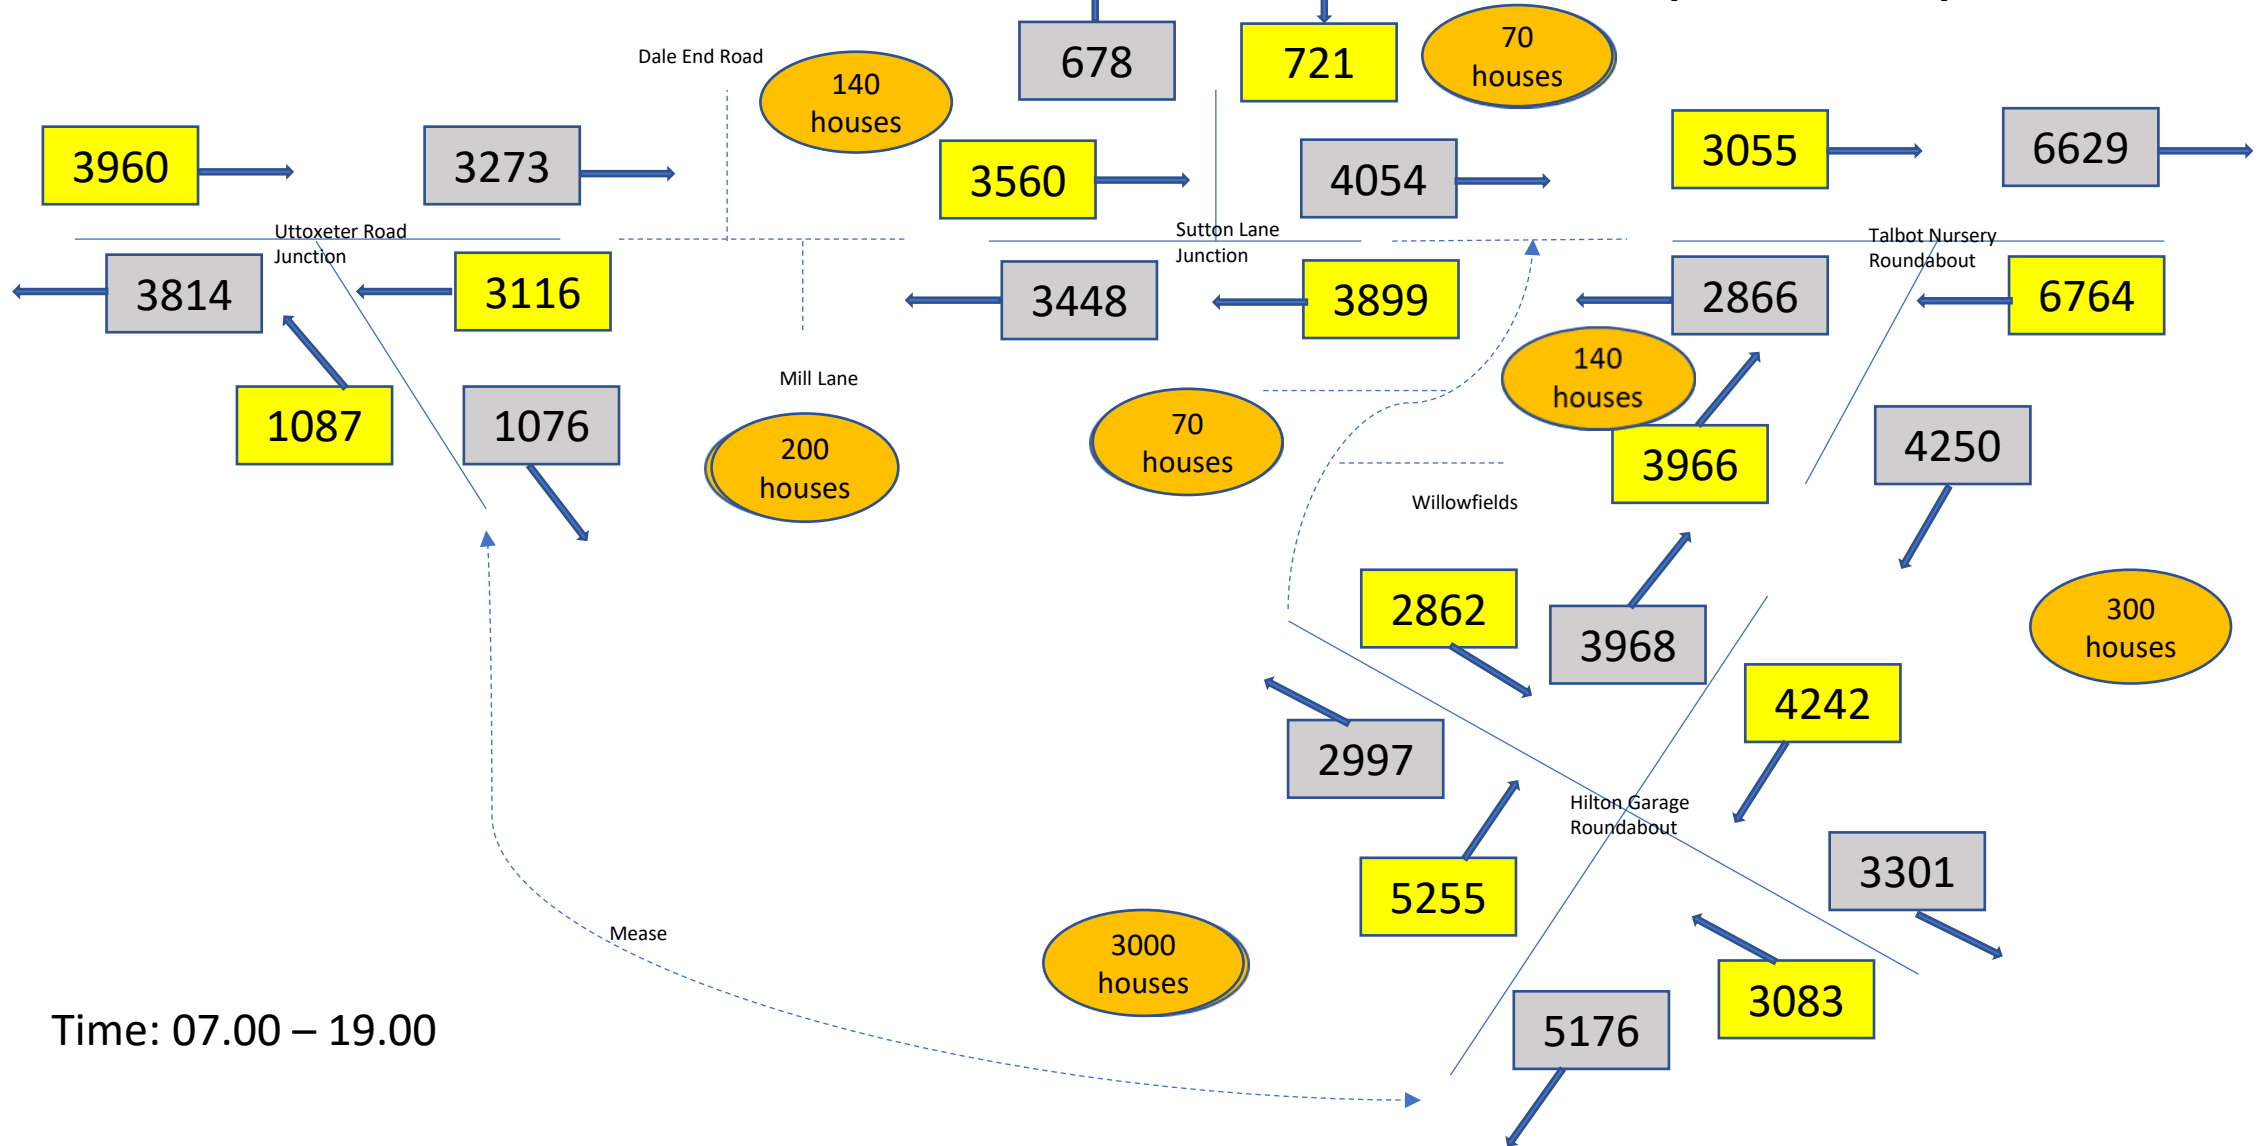 Dale End Road
678
721
70
houses
140
houses
3960
3273
3560
4054
3055
6629
Uttoxeter Road
Junction
Sutton Lane
Junction
Talbot Nursery
Roundabout
3814
3116
3448
3899
2866
6764
Mill Lane
140
houses
1087
1076
200
houses
70
houses
3966
4250
Willowfields
2862
3968
300
houses
4242
2997
Hilton Garage
Roundabout
5255
3301
Mease
3000
houses
3083
Time: 07.00 – 19.00
5176